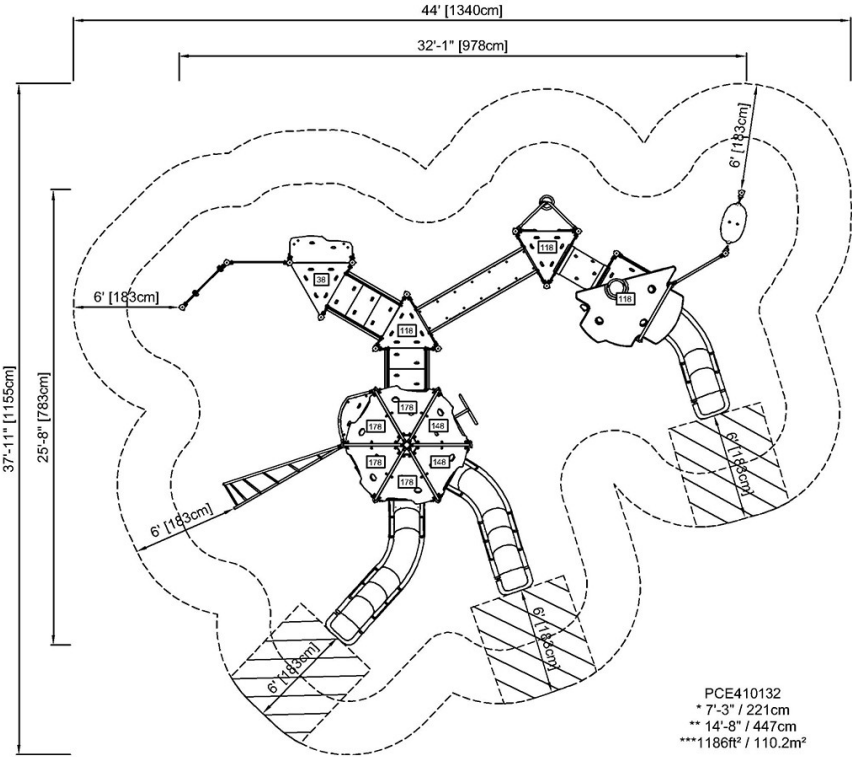 44' [1340cm]
32'-1" [978cm]
6' [183cm]
118
38
118
6' [183cm]
118
37'-11" [1155cm]
25'-8" [783cm]
178
178
148
178
148
178
6' [183cm]
6' [183cm]
6' [183cm]
6' [183cm]
PCE410132
* 7'-3" / 221cm
** 14'-8" / 447cm
***1186ft² / 110.2m²